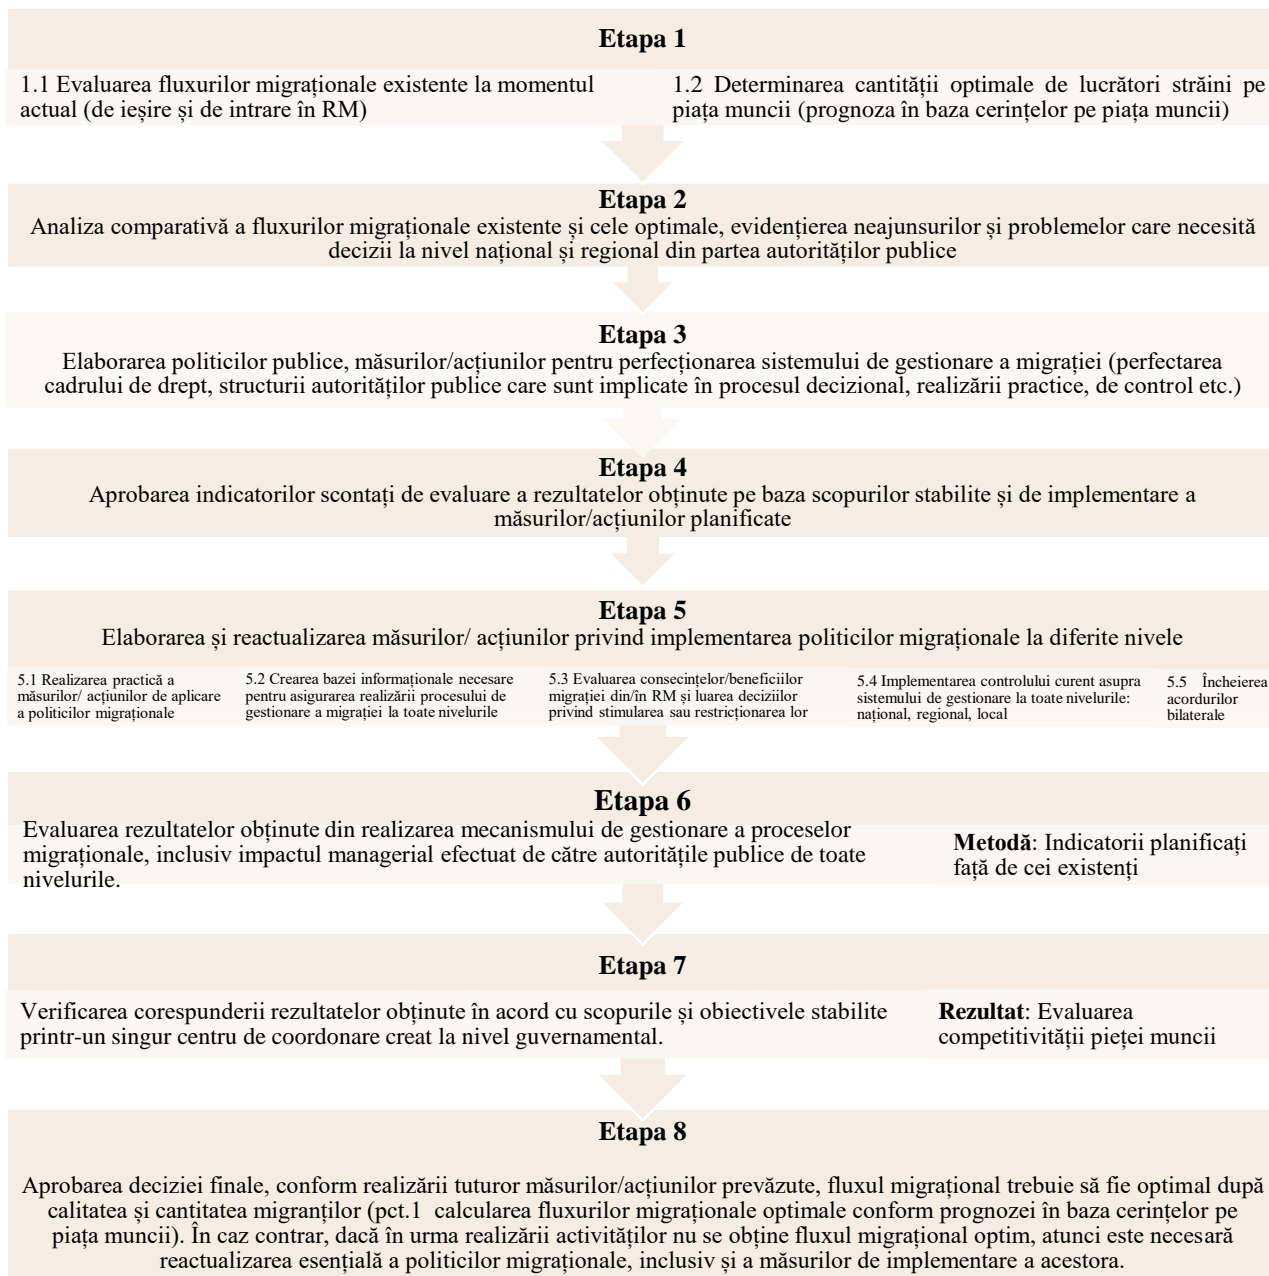 Etapa 1
1.1 Evaluarea fluxurilor migraționale existente la momentul
actual (de ieșire și de intrare în RM)
1.2 Determinarea cantității optimale de lucrători străini pe
piața muncii (prognoza în baza cerințelor pe piața muncii)
Etapa 2
Analiza comparativă a fluxurilor migraționale existente și cele optimale, evidențierea neajunsurilor și problemelor care necesită
decizii la nivel național și regional din partea autorităților publice
Etapa 3
Elaborarea politicilor publice, măsurilor/acțiunilor pentru perfecționarea sistemului de gestionare a migrației (perfectarea
cadrului de drept, structurii autorităților publice care sunt implicate în procesul decizional, realizării practice, de control etc.)
Etapa 4
Aprobarea indicatorilor scontați de evaluare a rezultatelor obținute pe baza scopurilor stabilite și de implementare a
măsurilor/acțiunilor planificate
Etapa 5
Elaborarea și reactualizarea măsurilor/ acțiunilor privind implementarea politicilor migraționale la diferite nivele
5.1 Realizarea practică a
măsurilor/ acțiunilor de aplicare
a politicilor migraționale
5.2 Crearea bazei informaționale necesare
pentru asigurarea realizării procesului de
gestionare a migrației la toate nivelurile
5.3 Evaluarea consecințelor/beneficiilor
migrației din/în RM și luarea deciziilor
privind stimularea sau restricționarea lor
5.4 Implementarea controlului curent asupra
sistemului de gestionare la toate nivelurile:
național, regional, local
5.5 Încheierea
acordurilor
bilaterale
Etapa 6
Evaluarea rezultatelor obținute din realizarea mecanismului de gestionare a proceselor
migraționale, inclusiv impactul managerial efectuat de către autoritățile publice de toate
nivelurile.
Metodă: Indicatorii planificați
față de cei existenți
Etapa 7
Verificarea corespunderii rezultatelor obținute în acord cu scopurile și obiectivele stabilite
printr-un singur centru de coordonare creat la nivel guvernamental.
Rezultat: Evaluarea
competitivității pieței muncii
Etapa 8
Aprobarea deciziei finale, conform realizării tuturor măsurilor/acțiunilor prevăzute, fluxul migrațional trebuie să fie optimal după
calitatea și cantitatea migranților (pct.1 calcularea fluxurilor migraționale optimale conform prognozei în baza cerințelor pe
piața muncii). În caz contrar, dacă în urma realizării activităților nu se obține fluxul migrațional optim, atunci este necesară
reactualizarea esențială a politicilor migraționale, inclusiv și a măsurilor de implementare a acestora.